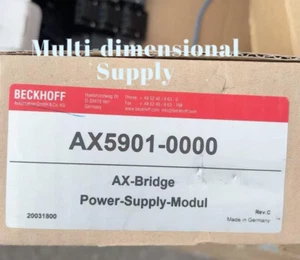 Multi-dimensional
Supply
BECKHOFF
AX5901-0000
AX-Bridge
Power-Supply-Modul
20031800
Rev.C
Made in Germany